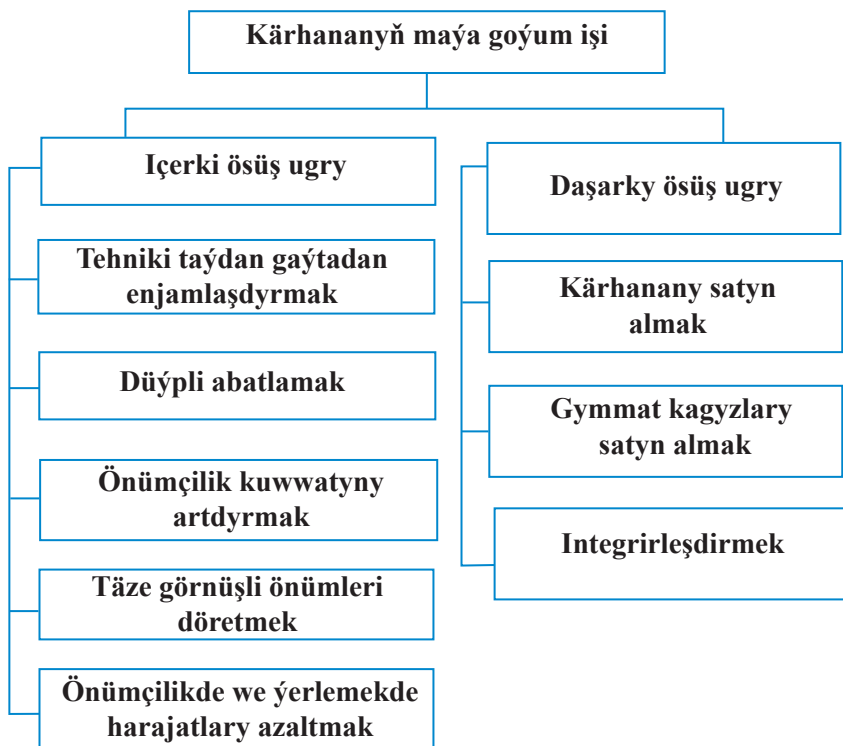 Kärhananyň maýa goýum işi
Içerki ösüş ugry
Tehniki taýdan gaýtadan
enjamlaşdyrmak
Düýpli abatlamak
Önümçilik kuwwatyny
artdyrmak
Täze görnüşli önümleri
döretmek
Önümçilikde we ýerlemekde
harajatlary azaltmak
Daşarky ösüş ugry
Kärhanany satyn
almak
Gymmat kagyzlary
satyn almak
Integrirleşdirmek